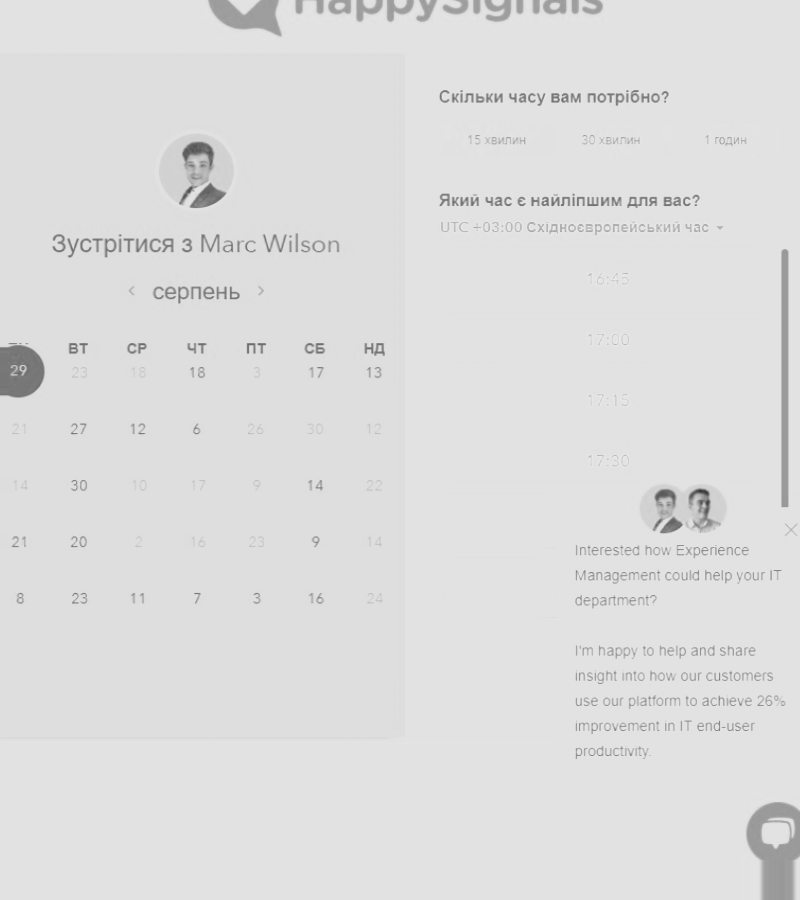 HappySignals
Зустрітися з Marc Wilson
серпень
ВТ СР ЧТ ПТ СБ НД
29 23 18 18 3 17 13
21 27 12 6 26 30 12
14 30 10 17 9 14 22
21 20 2 16 23 9 14
8 23 11 7 3 16 24
Скільки часу вам потрібно?
15 хвилин 30 хвилин 1 годин
Який час є найліпшим для вас?
UTC +03:00 Східноєвропейський час
16:45
17:00
17:15
17:30
Interested how Experience
Management could help your IT
department?
I'm happy to help and share
insight into how our customers
use our platform to achieve 26%
improvement in IT end-user
productivity.